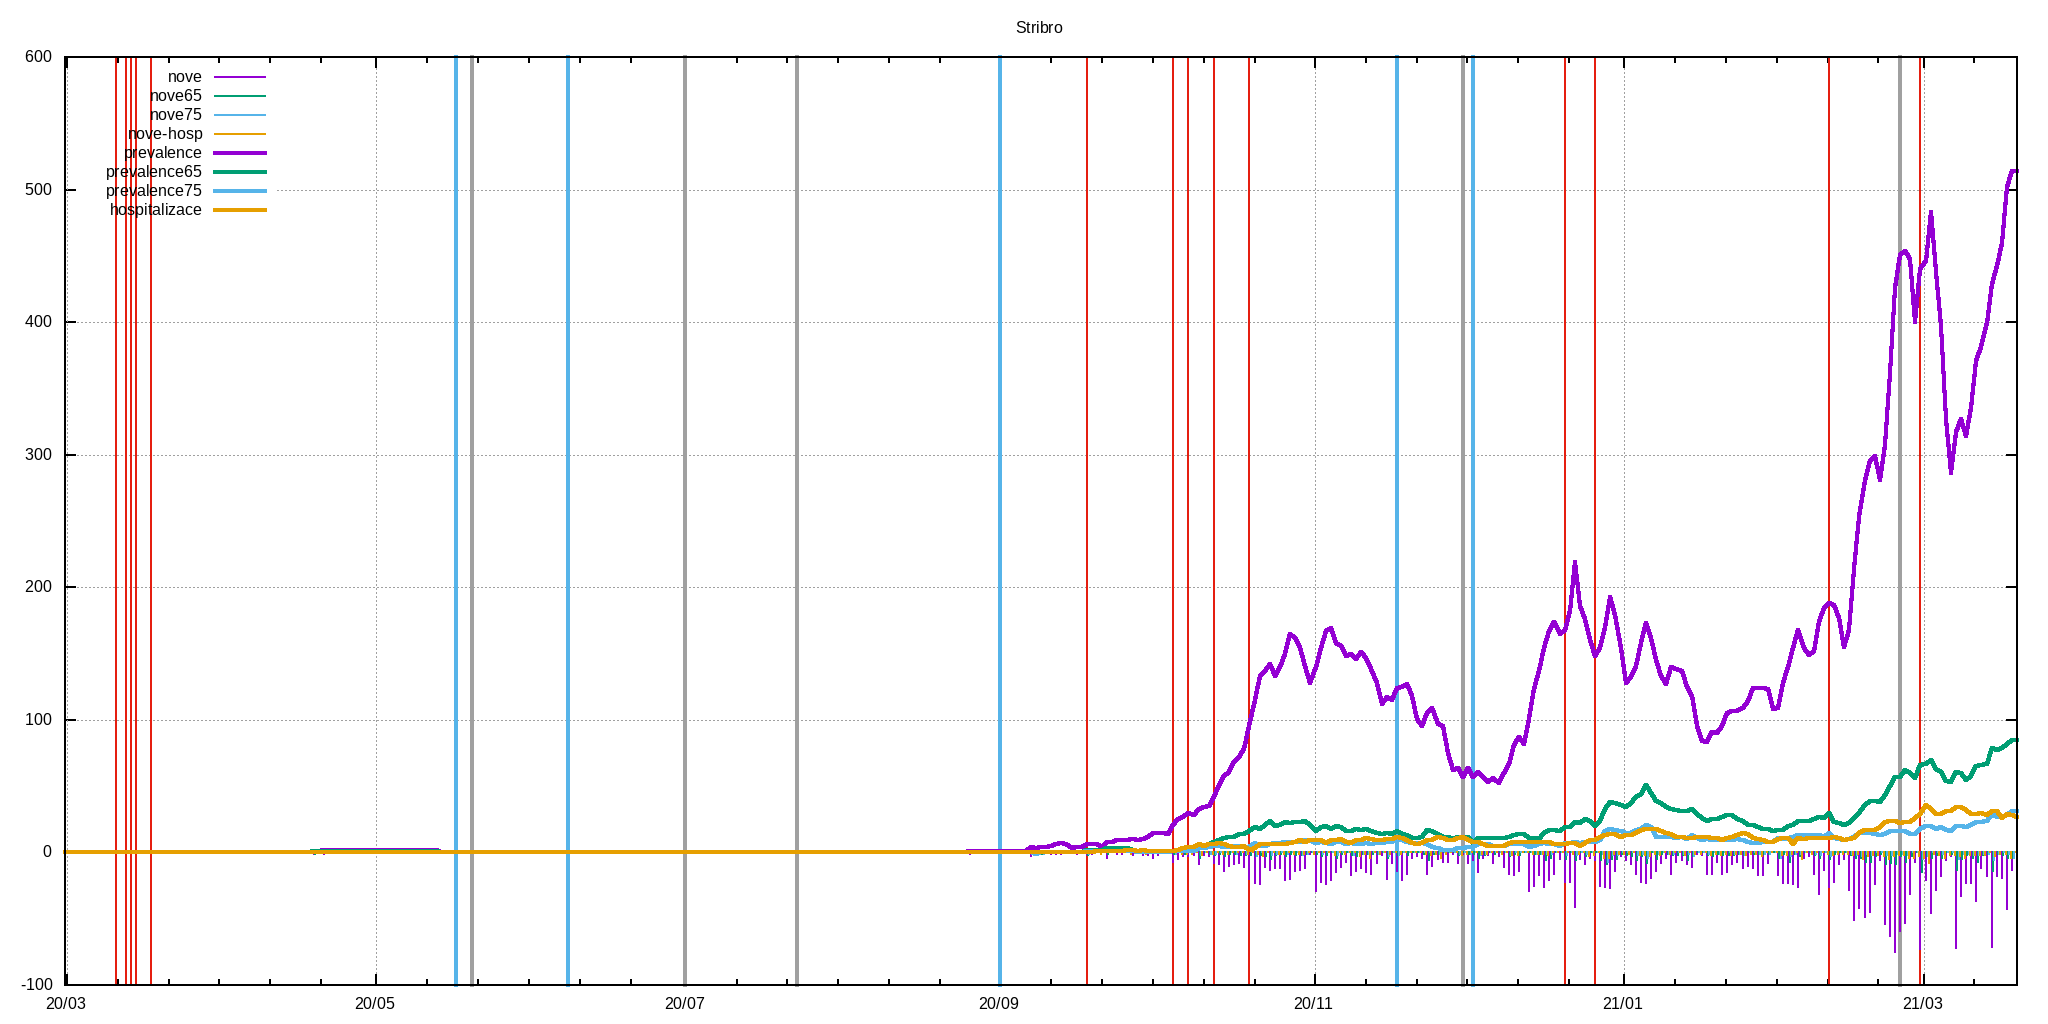 Stribro
600
nove
nove65
nove75
nove-hosp
prevalence
prevalence65
prevalence75
hospitalizace
500
400
300
200
100
0
-100
20/03 20/05 20/07 20/09 20/11 21/01 21/03